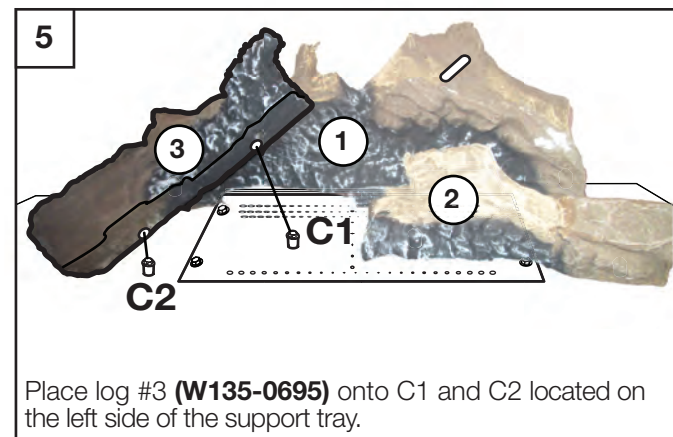 5
3
1
2
C1
C2
Place log #3 (W135-0695) onto C1 and C2 located on
the left side of the support tray.